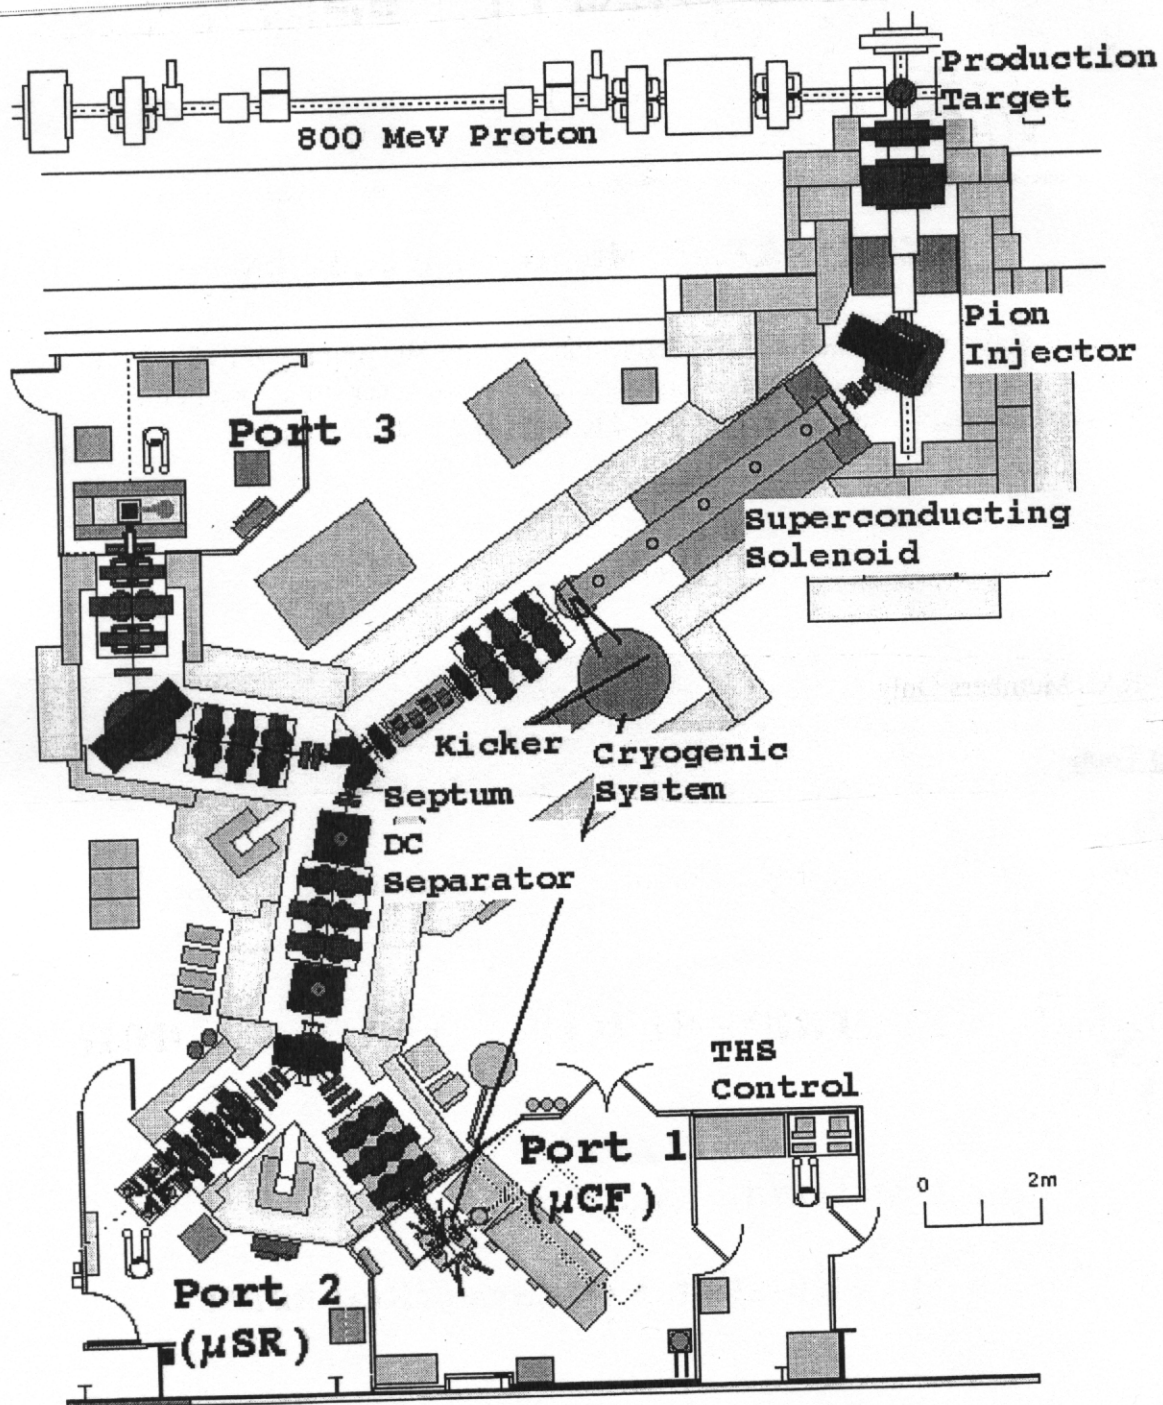 Production
Target
800 MeV Proton
Pion
Injector
Port 3
Superconducting
Solenoid
Kicker
Cryogenic
System
Septum
DC
Separator
THS
Control
Port 1
(μCF)
0 2m
Port 2
(μSR)